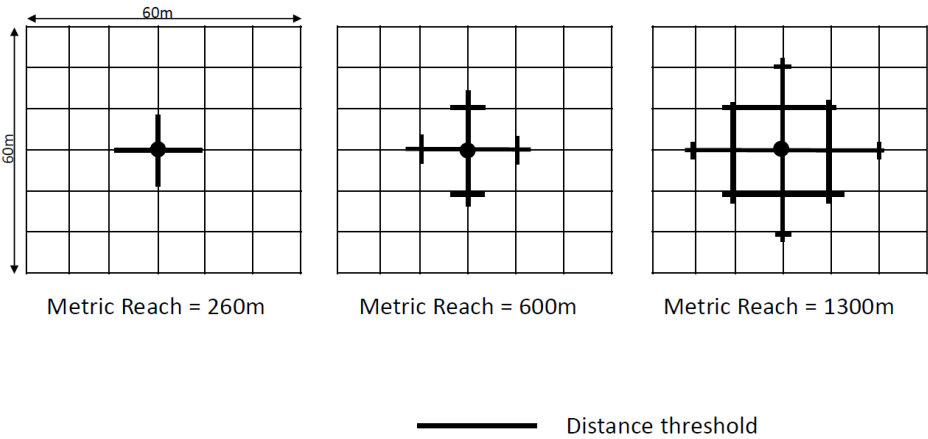 60m
60m
Metric Reach = 260m
Metric Reach = 600m
Metric Reach = 1300m
Distance threshold